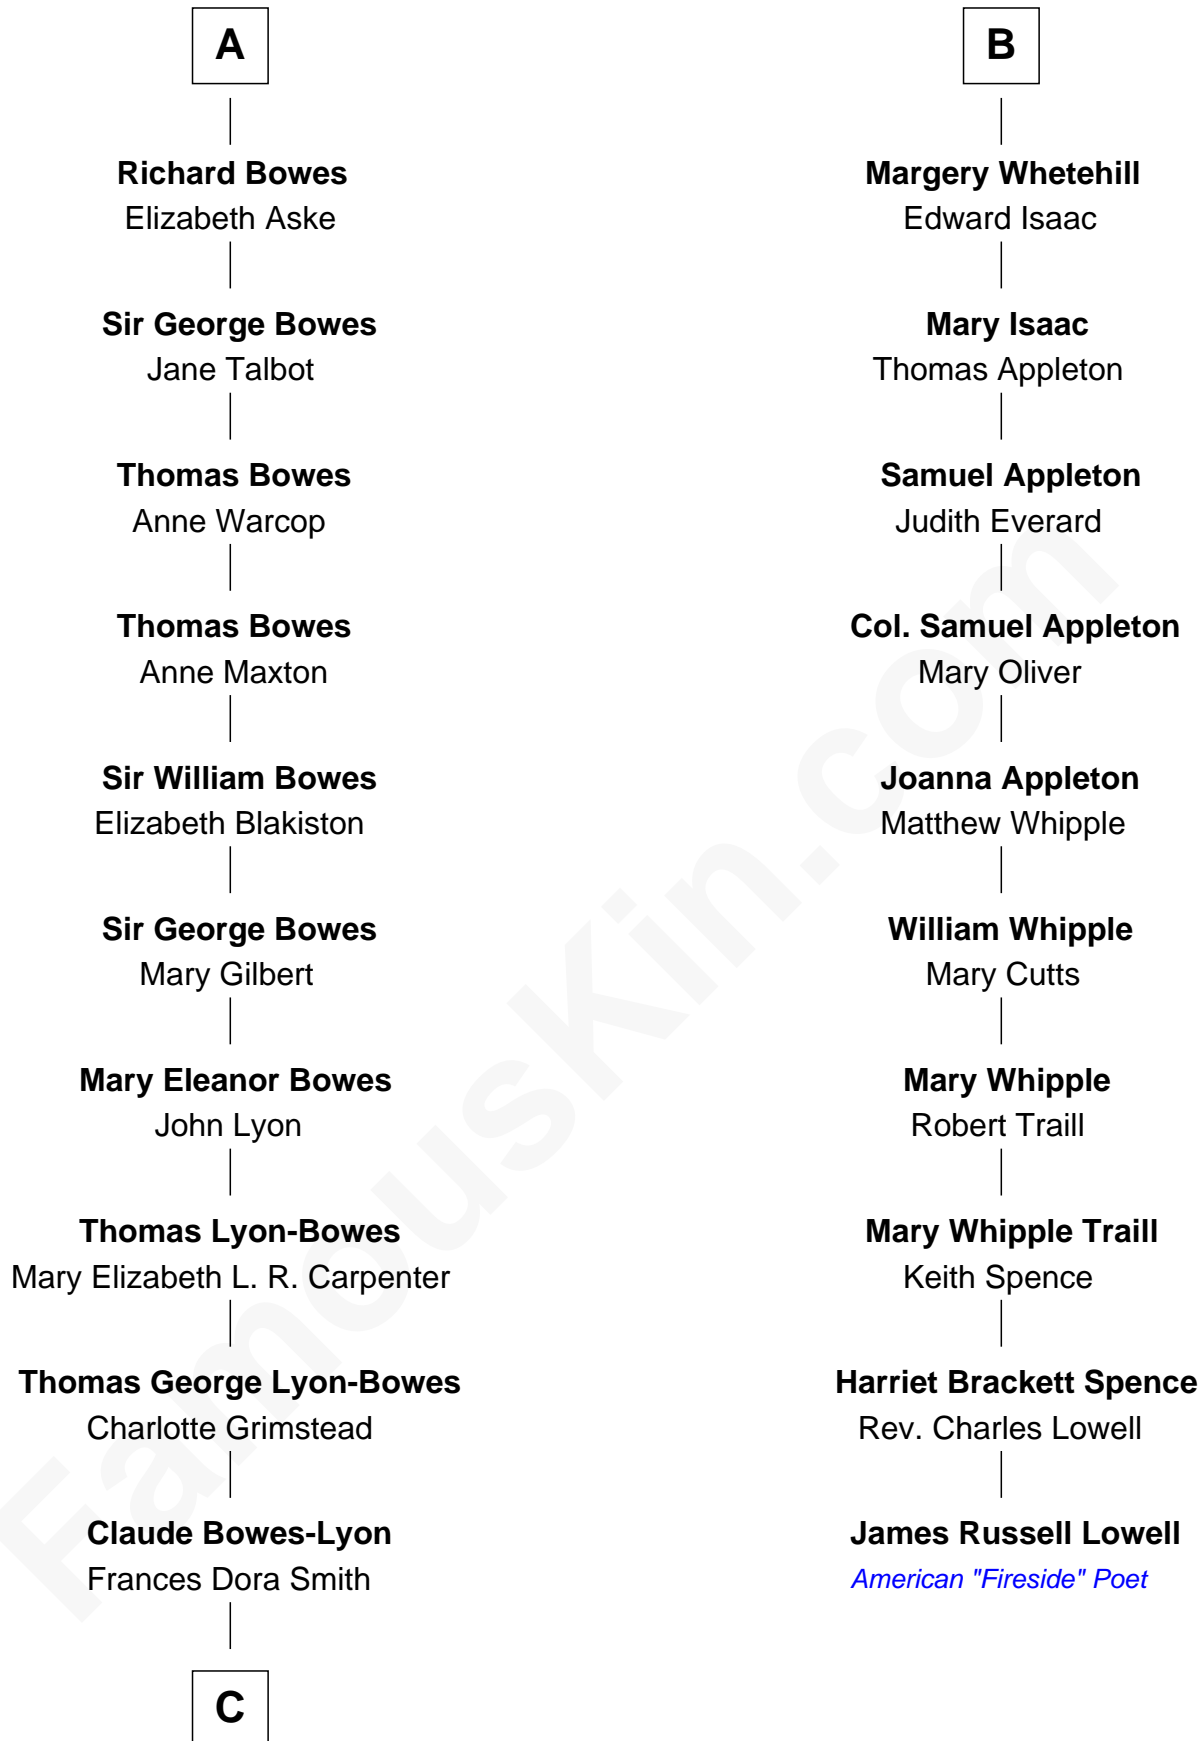 A
Richard Bowes
Elizabeth Aske
Sir George Bowes
Jane Talbot
Thomas Bowes
Anne Warcop
Thomas Bowes
Anne Maxton
Sir William Bowes
Elizabeth Blakiston
Sir George Bowes
Mary Gilbert
Mary Eleanor Bowes
John Lyon
Thomas Lyon-Bowes
Mary Elizabeth L. R. Carpenter
Thomas George Lyon-Bowes
Charlotte Grimstead
Claude Bowes-Lyon
Frances Dora Smith
C
B
Margery Whetehill
Edward Isaac
Mary Isaac
Thomas Appleton
Samuel Appleton
Judith Everard
Col. Samuel Appleton
Mary Oliver
Joanna Appleton
Matthew Whipple
William Whipple
Mary Cutts
Mary Whipple
Robert Traill
Mary Whipple Traill
Keith Spence
Harriet Brackett Spence
Rev. Charles Lowell
James Russell Lowell
American "Fireside" Poet
FamousKin.com